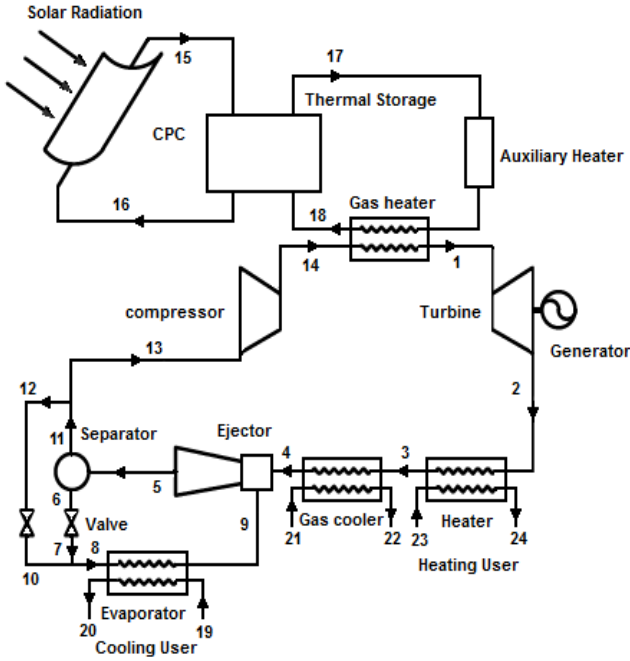 Solar Radiation
15
17
Thermal Storage
CPC
Auxiliary Heater
16
18
Gas heater
14
1
compressor
Turbine
Generator
13
12
2
11
Separator
Ejector
4
3
6
5
Valve
9
Gas cooler
Heater
21
22
23
24
Heating User
7
8
10
Evaporator
20
19
Cooling User